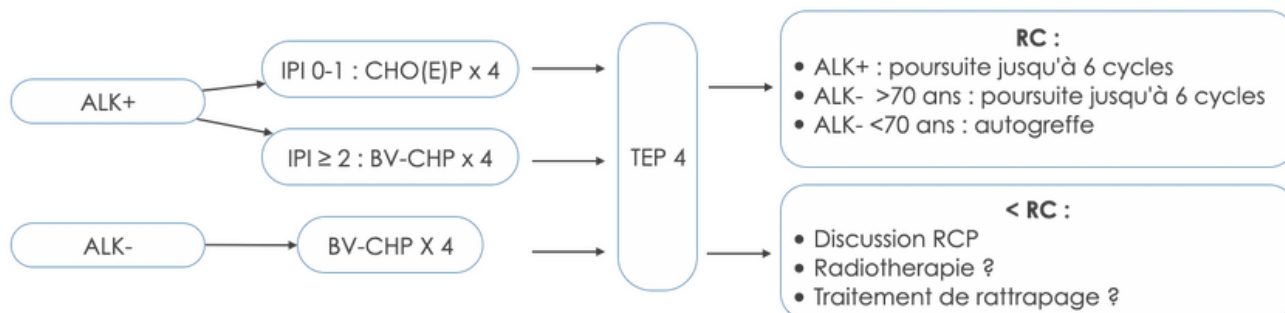 ALK+
IPI 0-1 : CHO(E)P x 4
IPI ≥ 2 : BV-CHP x 4
ALK-
BV-CHP X 4
TEP 4
RC :
• ALK+ : poursuite jusqu'à 6 cycles
• ALK- >70 ans : poursuite jusqu'à 6 cycles
• ALK- <70 ans : autogreffe
< RC :
• Discussion RCP
• Radiotherapie ?
• Traitement de rattrapage ?